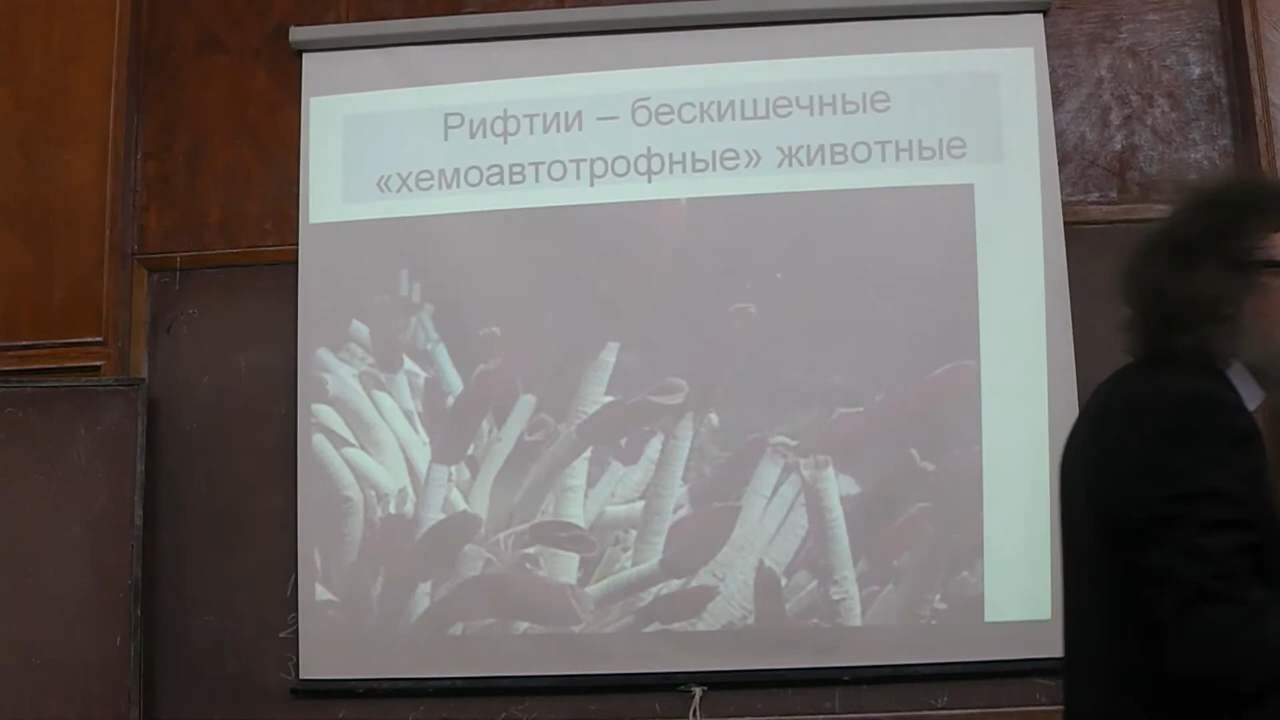 Рифтии – бескишечные
«хемоавтотрофные» животные